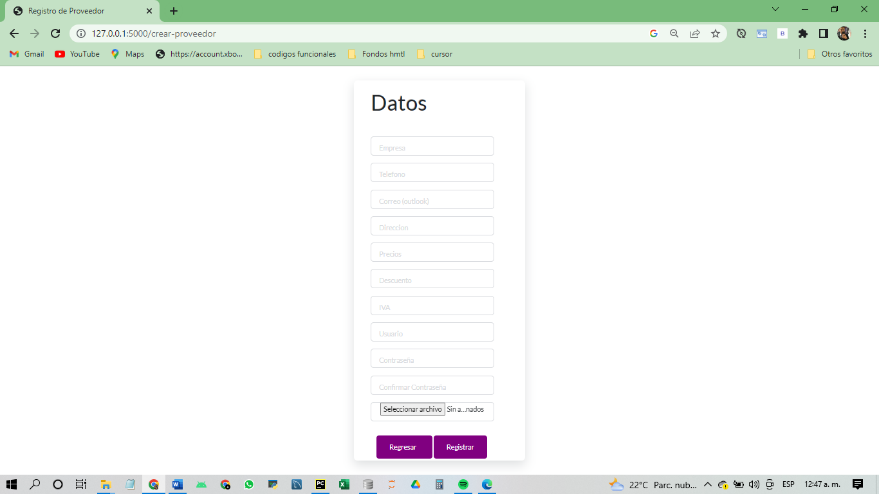 Registro de Proveedor
127.0.0.1:5000/crear-proveedor
Gmail YouTube Maps https://account.xbo... codigos funcionales Fondos hmtl cursor Otros favoritos
Datos
Empresa
Telefono
Correo (outlook)
Direccion
Precios
Descuento
IVA
Usuario
Contraseña
Confirmar Contraseña
Seleccionar archivo Sin a...nados
Regresar Registrar
22°C Parc. nub... ESP 12:47 a. m.